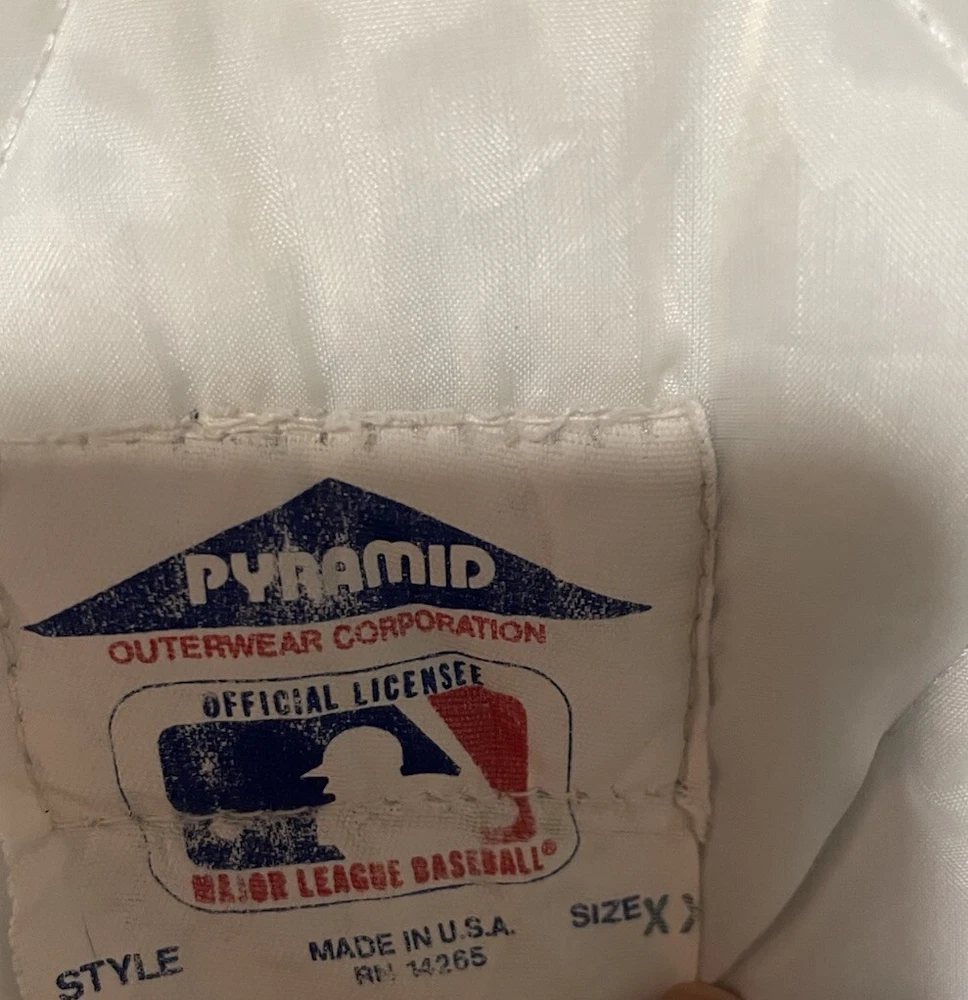 PYRAMID
OUTERWEAR CORPORATION
OFFICIAL LICENSEE
MAJOR LEAGUE BASEBALL®
SIZE X
MADE IN U.S.A.
RN 14265
STYLE